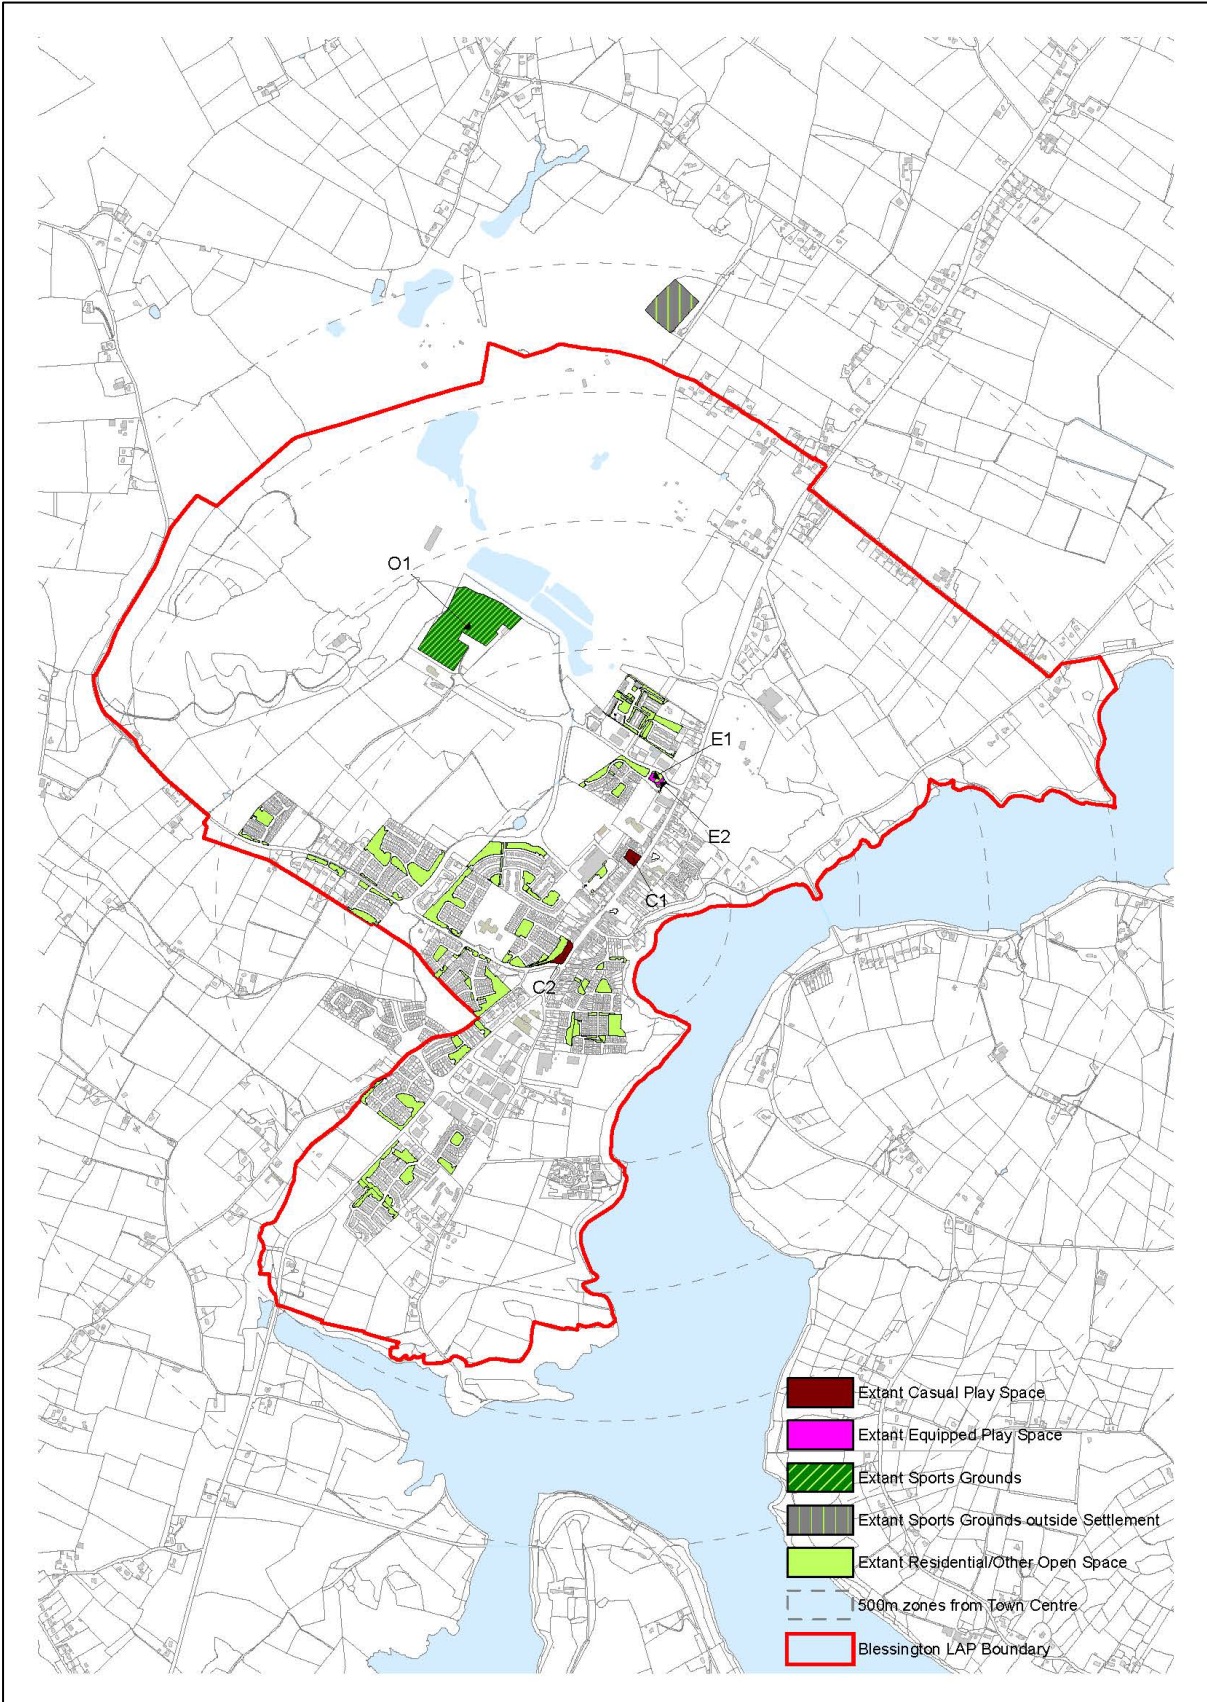 O1
E1
E2
C1
C2
Extant Casual Play Space
Extant Equipped Play Space
Extant Sports Grounds
Extant Sports Grounds outside Settlement
Extant Residential/Other Open Space
500m zones from Town Centre
Blessington LAP Boundary